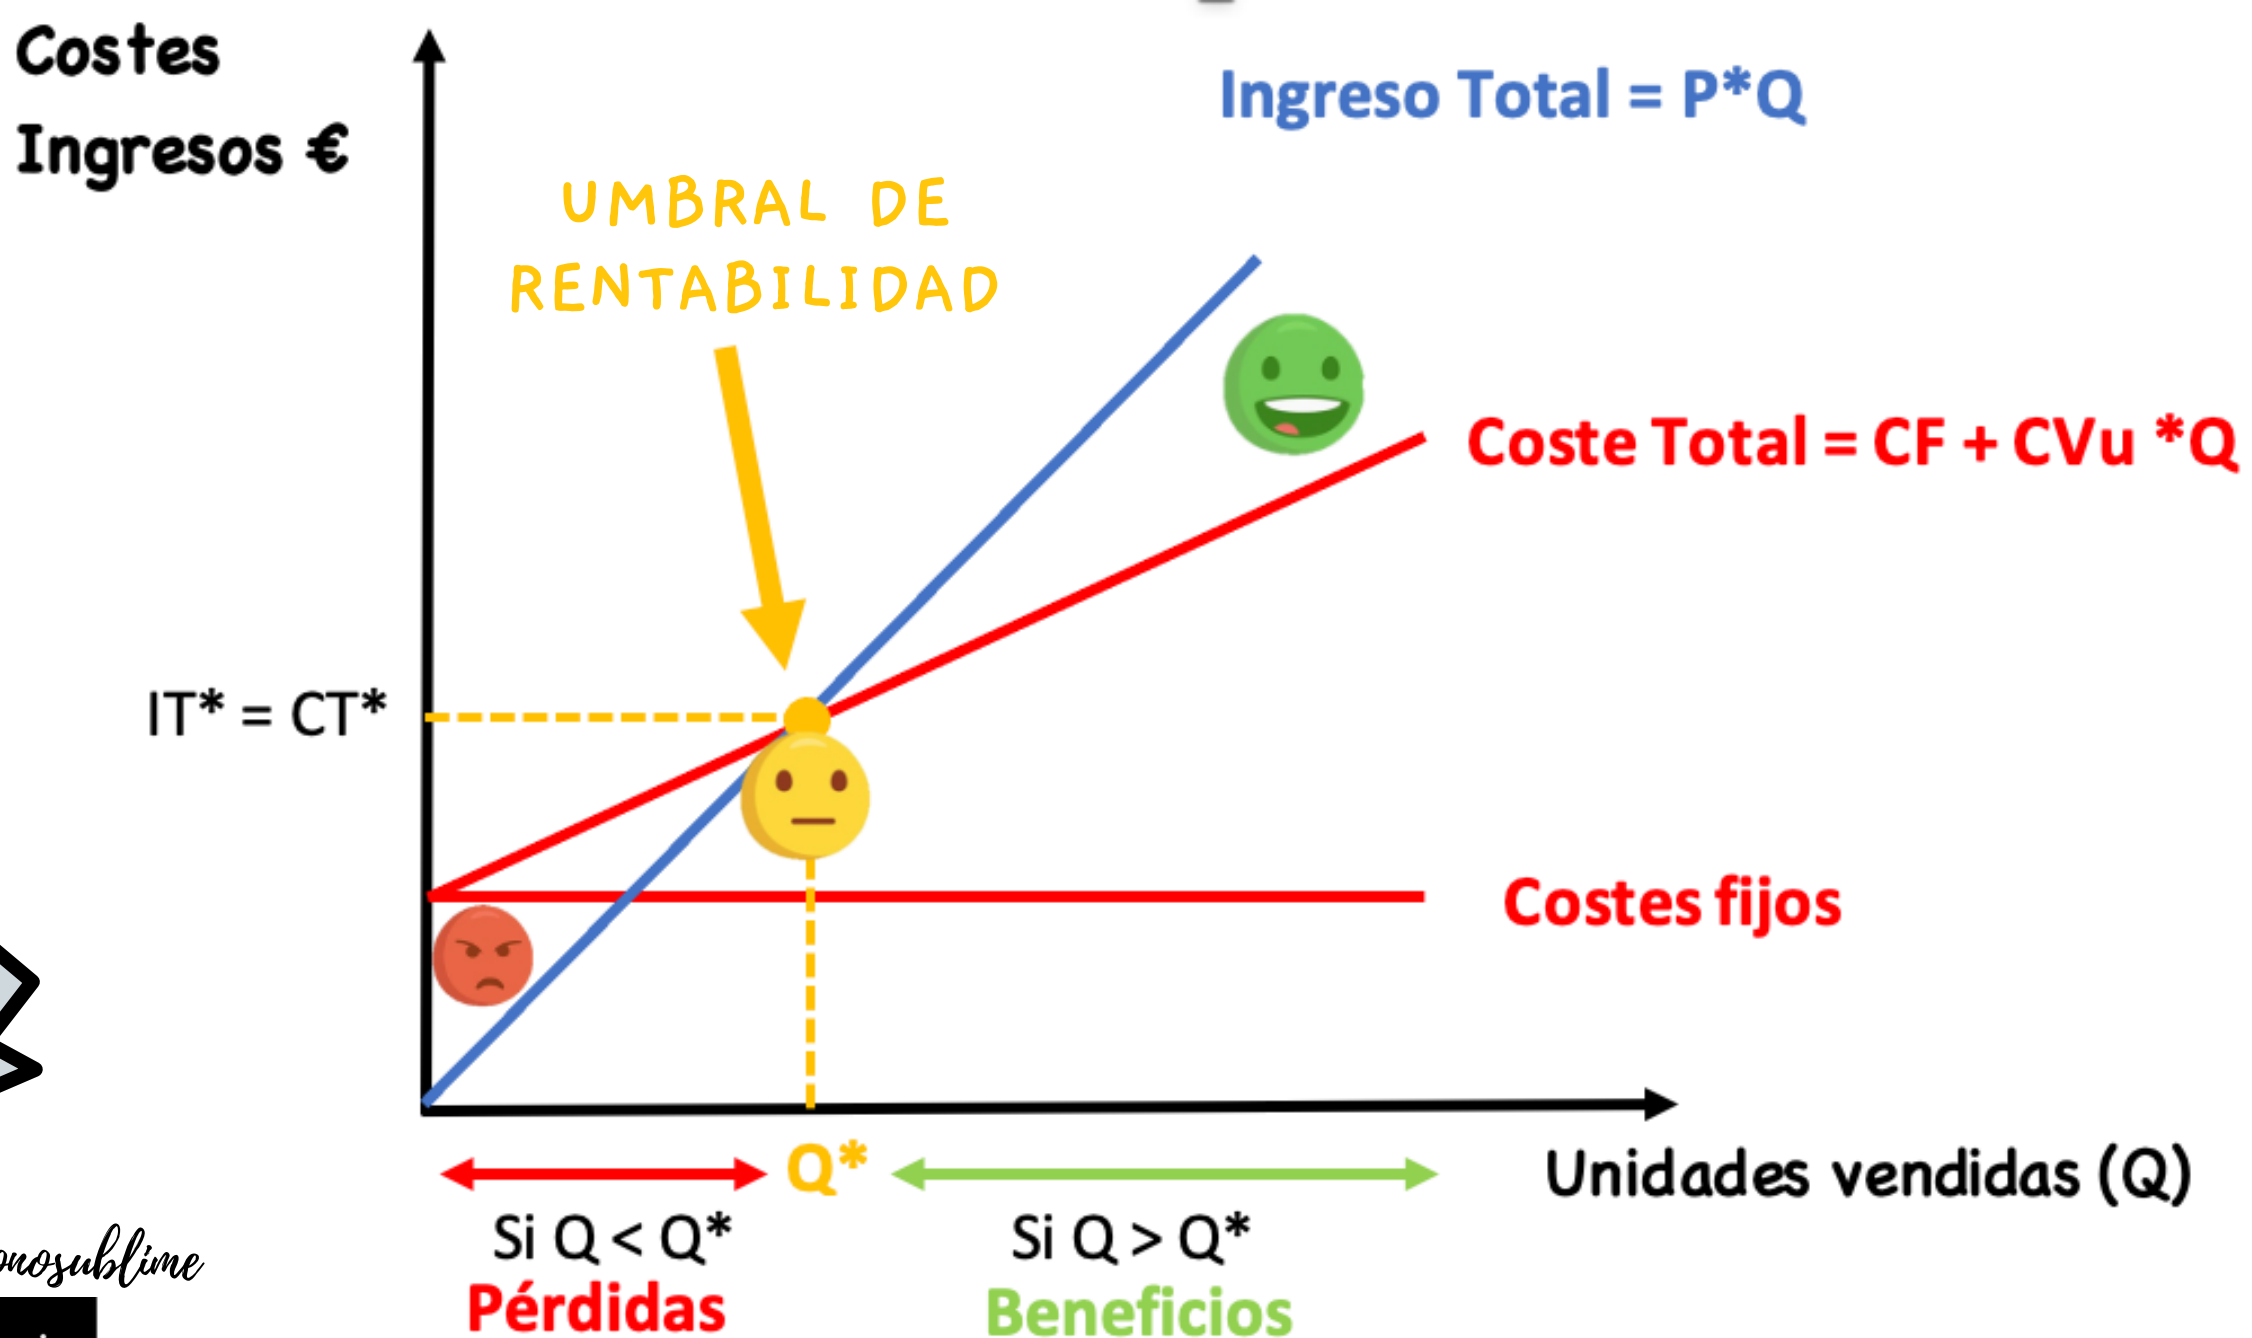 Costes
Ingresos €
Ingreso Total = P*Q
UMBRAL DE
RENTABILIDAD
Coste Total = CF + CVu *Q
IT* = CT*
Costes fijos
Q*
Unidades vendidas (Q)
Si Q < Q*
Si Q > Q*
Pérdidas
Beneficios